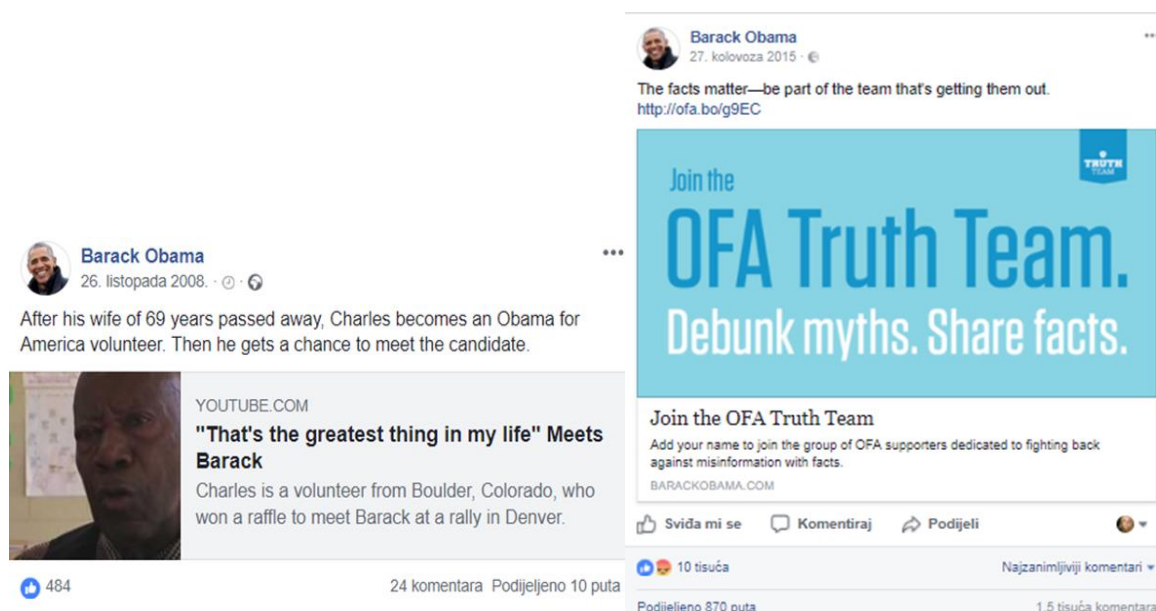 Barack Obama
26. listopada 2008. ·
After his wife of 69 years passed away, Charles becomes an Obama for
America volunteer. Then he gets a chance to meet the candidate.
YOUTUBE.COM
"That's the greatest thing in my life" Meets
Barack
Charles is a volunteer from Boulder, Colorado, who
won a raffle to meet Barack at a rally in Denver.
484
24 komentara Podijeljeno 10 puta
Barack Obama
27. kolovoza 2015 ·
The facts matter—be part of the team that's getting them out.
http://ofa.bo/g9EC
TRUTH
TEAM
Join the
OFA Truth Team.
Debunk myths. Share facts.
Join the OFA Truth Team
Add your name to join the group of OFA supporters dedicated to fighting back
against misinformation with facts.
BARACKOBAMA.COM
Sviđa mi se Komentiraj Podijeli
10 tisuća Najzanimljiviji komentari
Podijeljeno 870 puta 1,5 tisuća komentara